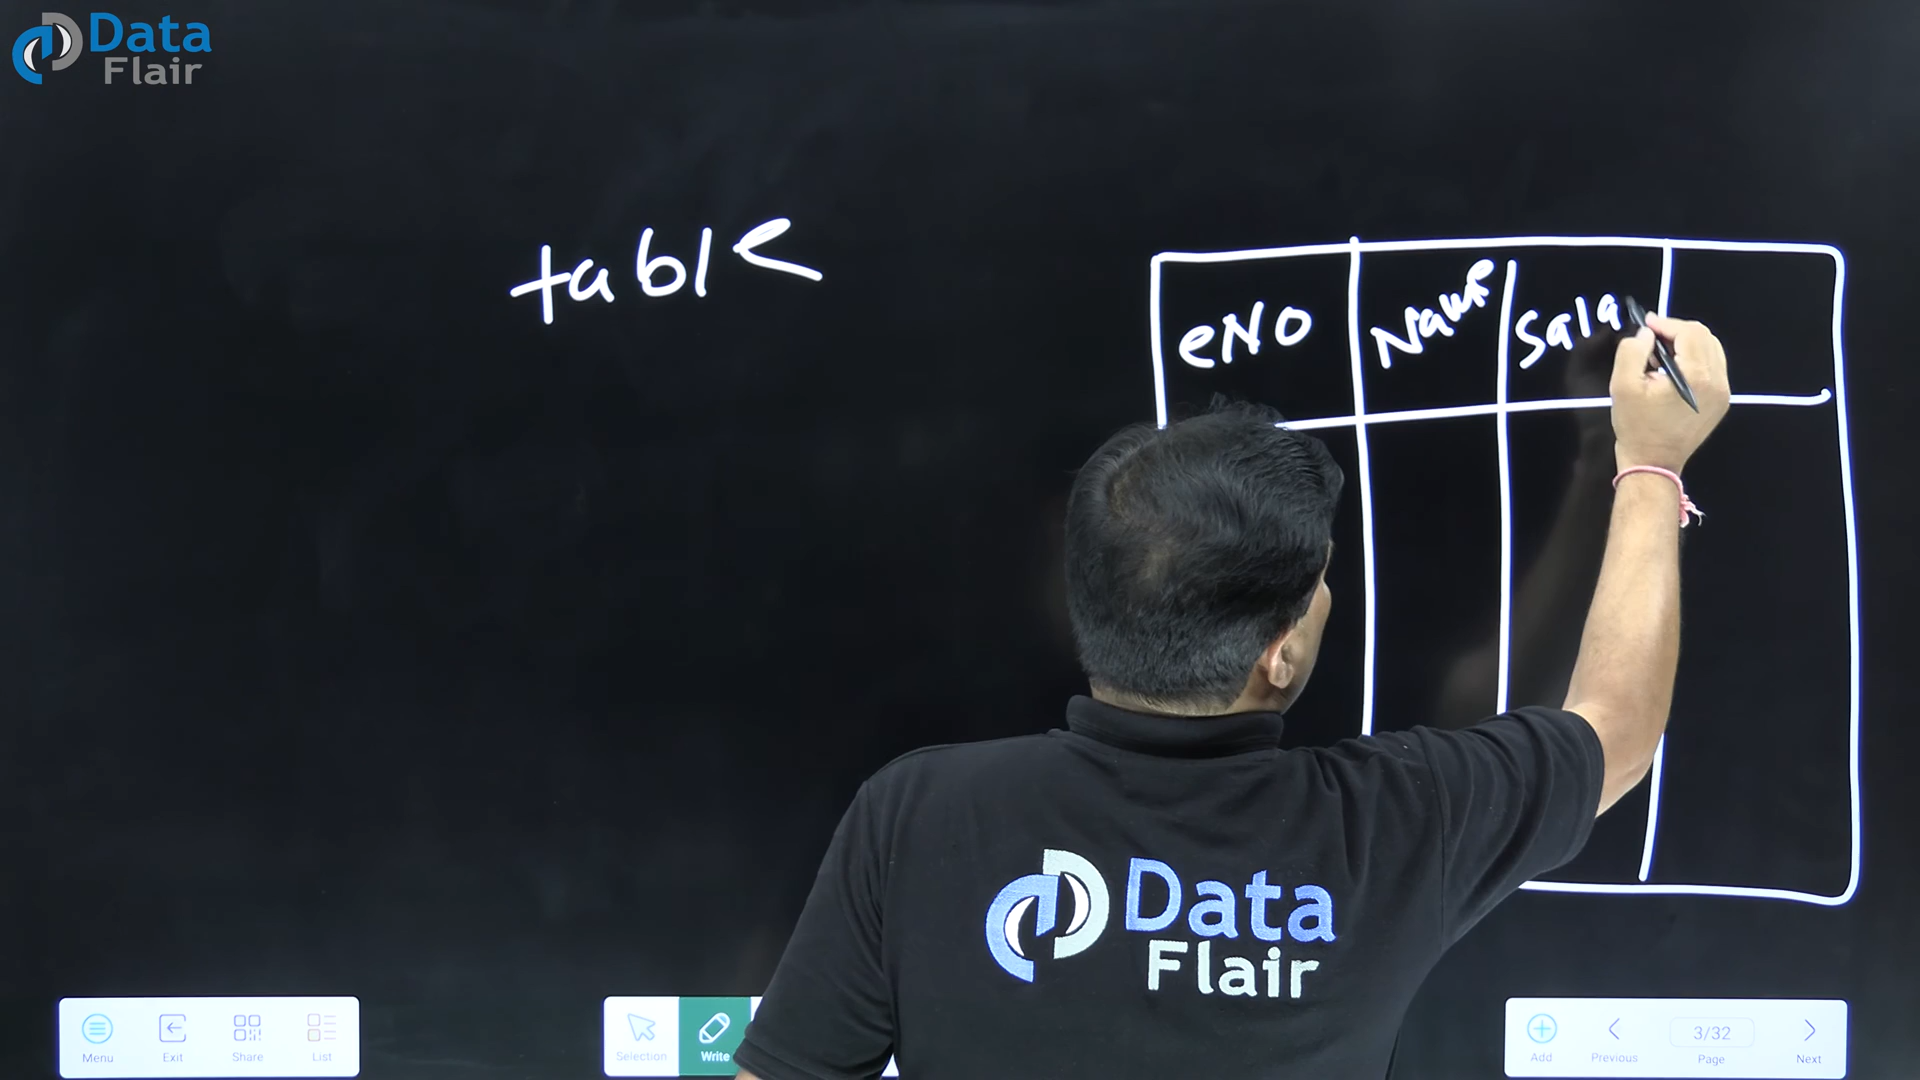 Data
Flair
table
eNO Name Sala
Data
Flair
Menu Exit Share List
Selection Write
Add Previous 3/32 Page Next